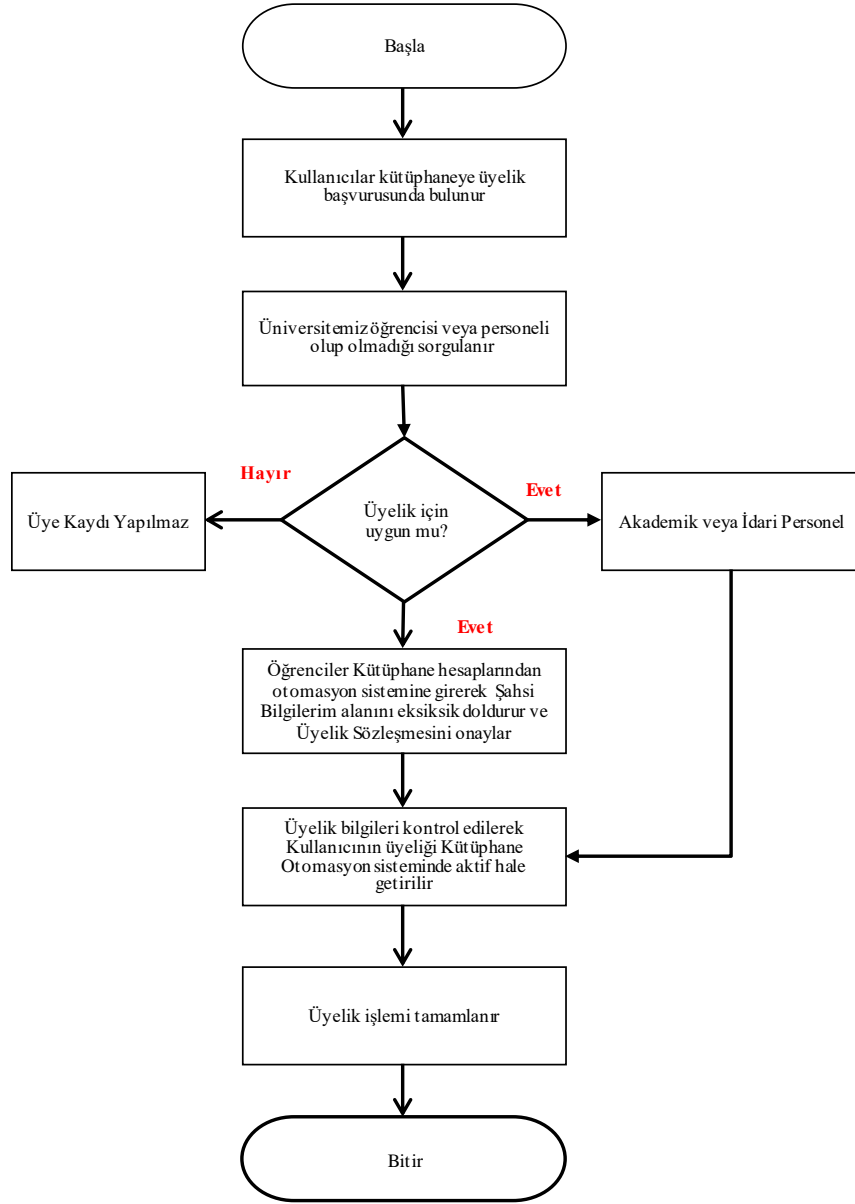 Başla
Kullanıcılar kütüphaneye üyelik
başvurusunda bulunur
Üniversitemiz öğrencisi veya personeli
olup olmadığı sorgulanır
Hayır
Evet
Üye Kaydı Yapılmaz
Üyelik için
uygun mu?
Akademik veya İdari Personel
Evet
Öğrenciler Kütüphane hesaplarından
otomasyon sistemine girerek Şahsi
Bilgilerim alanını eksiksik doldurur ve
Üyelik Sözleşmesini onaylar
Üyelik bilgileri kontrol edilerek
Kullanıcının üyeliği Kütüphane
Otomasyon sisteminde aktif hale
getirilir
Üyelik işlemi tamamlanır
Bitir